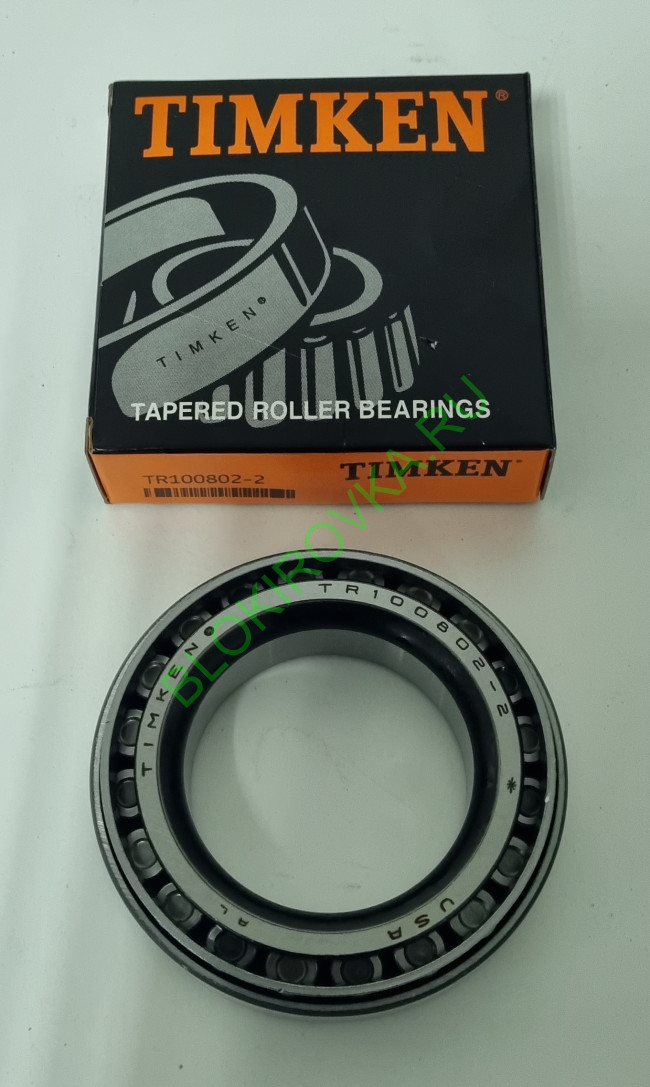 TIMKEN®
TIMKEN®
TAPERED ROLLER BEARINGS
TR100802-2
TIMKEN
BLOKIROVKA.RU
TIMKEN®
TR100802-2
*
USA
AL